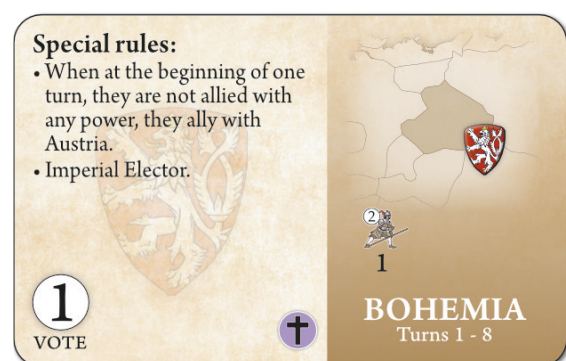 Special rules:
• When at the beginning of one
turn, they are not allied with
any power, they ally with
Austria.
• Imperial Elector.
1
VOTE
2
1
BOHEMIA
Turns 1 - 8